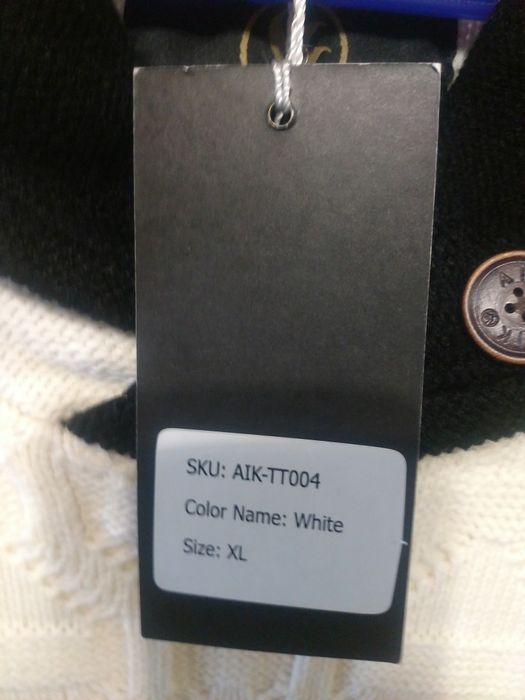 SKU: AIK-TT004
Color Name: White
Size: XL